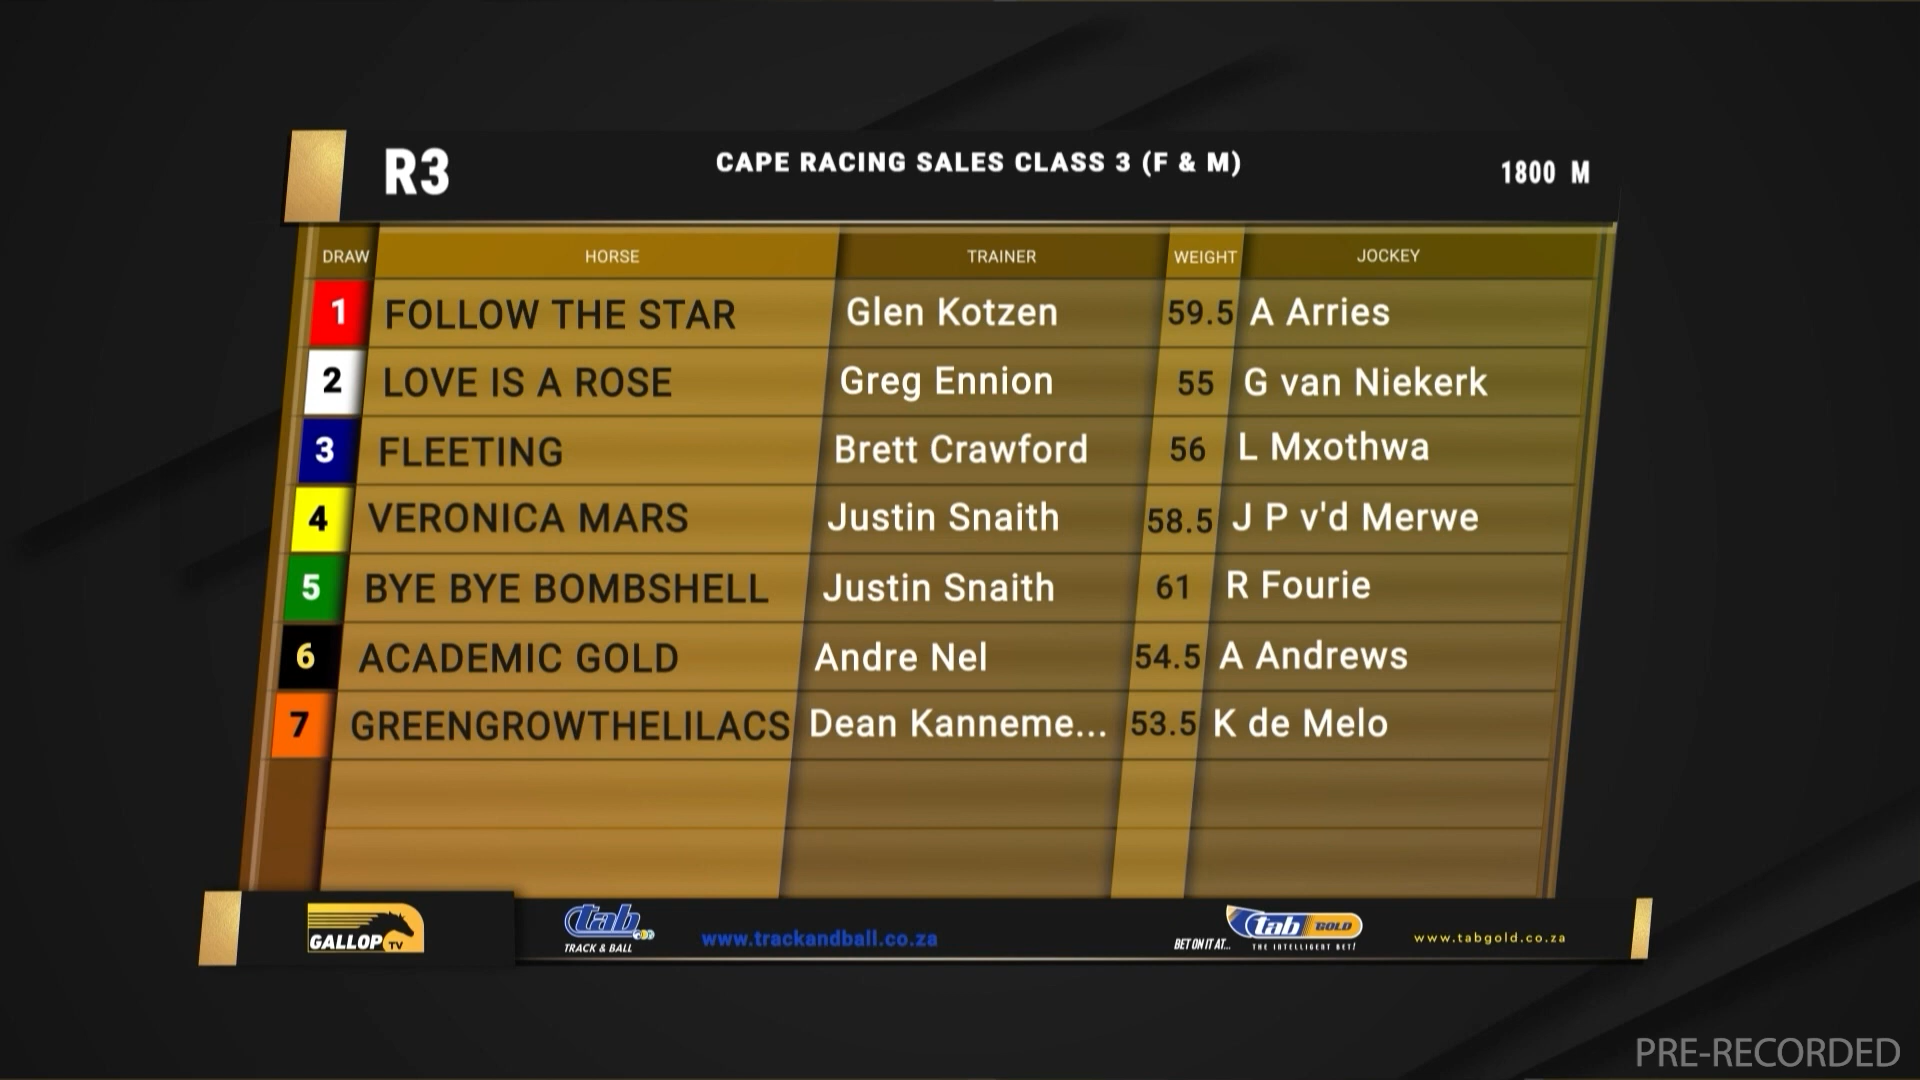 R3 CAPE RACING SALES CLASS 3 (F & M) 1800 M
DRAW HORSE TRAINER WEIGHT JOCKEY
1 FOLLOW THE STAR Glen Kotzen 59.5 A Arries
2 LOVE IS A ROSE Greg Ennion 55 G van Niekerk
3 FLEETING Brett Crawford 56 L Mxothwa
4 VERONICA MARS Justin Snaith 58.5 J P v'd Merwe
5 BYE BYE BOMBSHELL Justin Snaith 61 R Fourie
6 ACADEMIC GOLD Andre Nel 54.5 A Andrews
7 GREENGROWTHELILACS Dean Kanneme... 53.5 K de Melo
GALLOP TV
tab
TRACK & BALL
www.trackandball.co.za
BET ON IT AT...
tab GOLD
THE INTELLIGENT BET!
www.tabgold.co.za
PRE-RECORDED